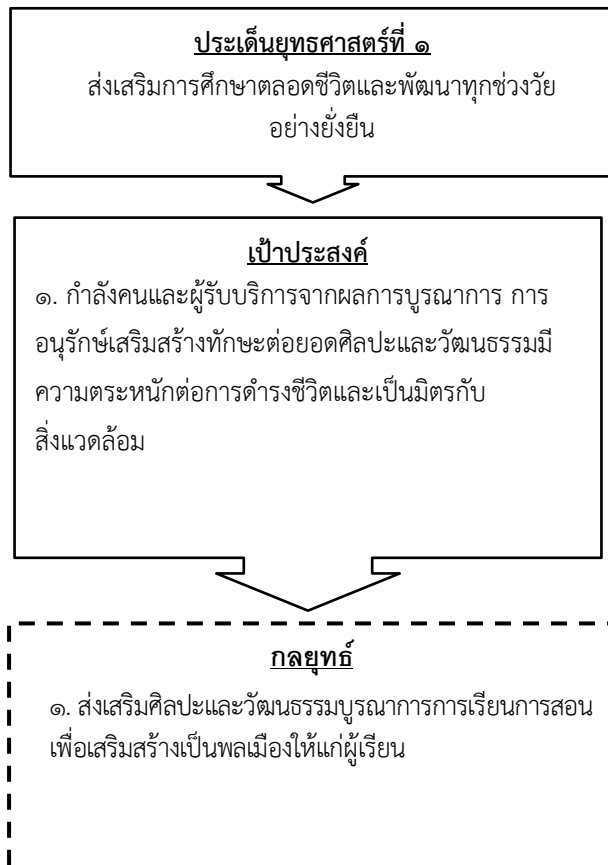 ประเด็นยุทธศาสตร์ที่ ๑
ส่งเสริมการศึกษาตลอดชีวิตและพัฒนาทุกช่วงวัย
อย่างยั่งยืน
เป้าประสงค์
๑. กำลังคนและผู้รับบริการจากผลการบูรณาการ การ
อนุรักษ์เสริมสร้างทักษะต่อยอดศิลปะและวัฒนธรรมมี
ความตระหนักต่อการดำรงชีวิตและเป็นมิตรกับ
สิ่งแวดล้อม
กลยุทธ์
๑. ส่งเสริมศิลปะและวัฒนธรรมบูรณาการการเรียนการสอน
เพื่อเสริมสร้างเป็นพลเมืองให้แก่ผู้เรียน